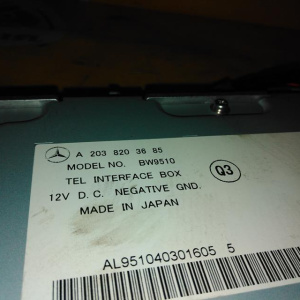 A 203 820 36 85
MODEL NO. BW9510
TEL INTERFACE BOX
Q3
12V D.C. NEGATIVE GND.
MADE IN JAPAN
AL951040301605 5